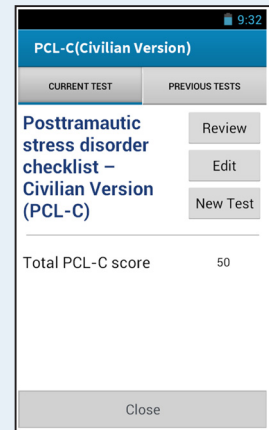 9:32
PCL-C(Civilian Version)
CURRENT TEST PREVIOUS TESTS
Posttramautic
stress disorder
checklist –
Civilian Version
(PCL-C)
Review
Edit
New Test
Total PCL-C score 50
Close